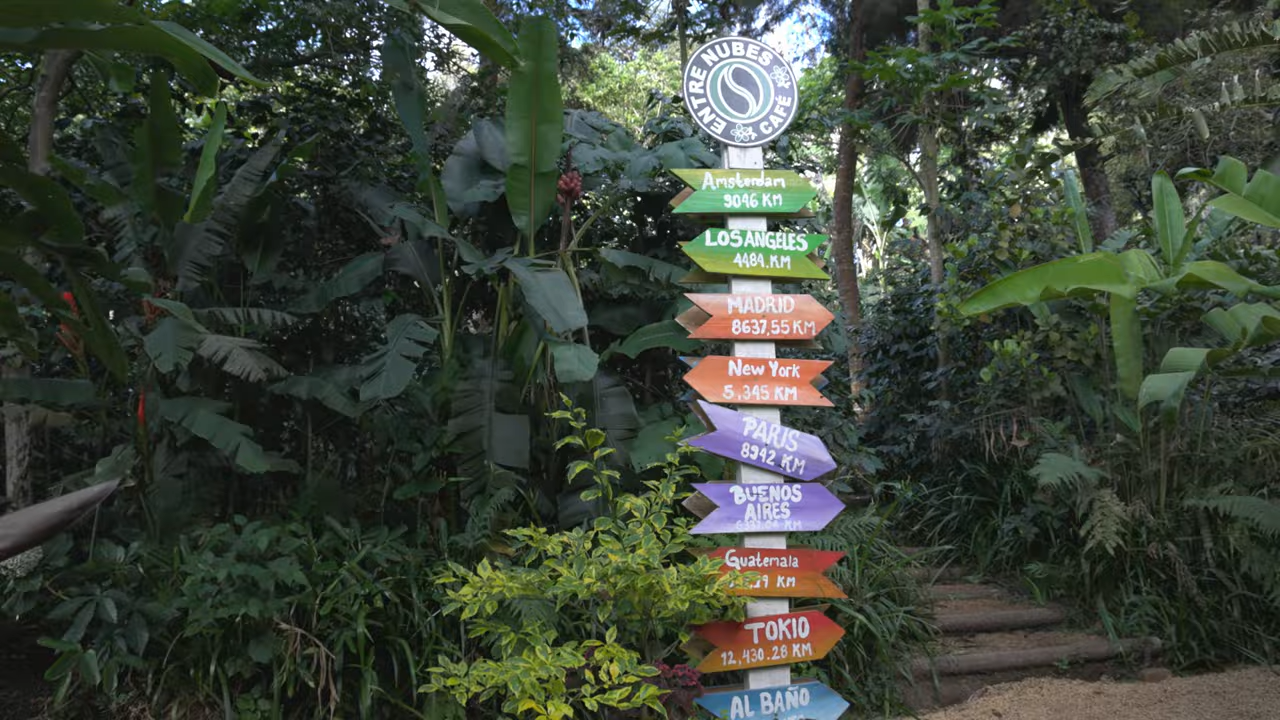 ENTRE NUBES
CAFÉ
Amsterdam
9046 KM
LOS ANGELES
4484.KM
MADRID
8637,55 KM
New York
5,345 KM
PARIS
8942 KM
BUENOS
AIRES
KM
Guatemala
KM
TOKIO
12,430.28 KM
AL BAÑO